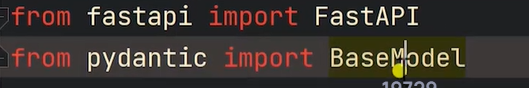 from fastapi import FastAPI
from pydantic import BaseModel